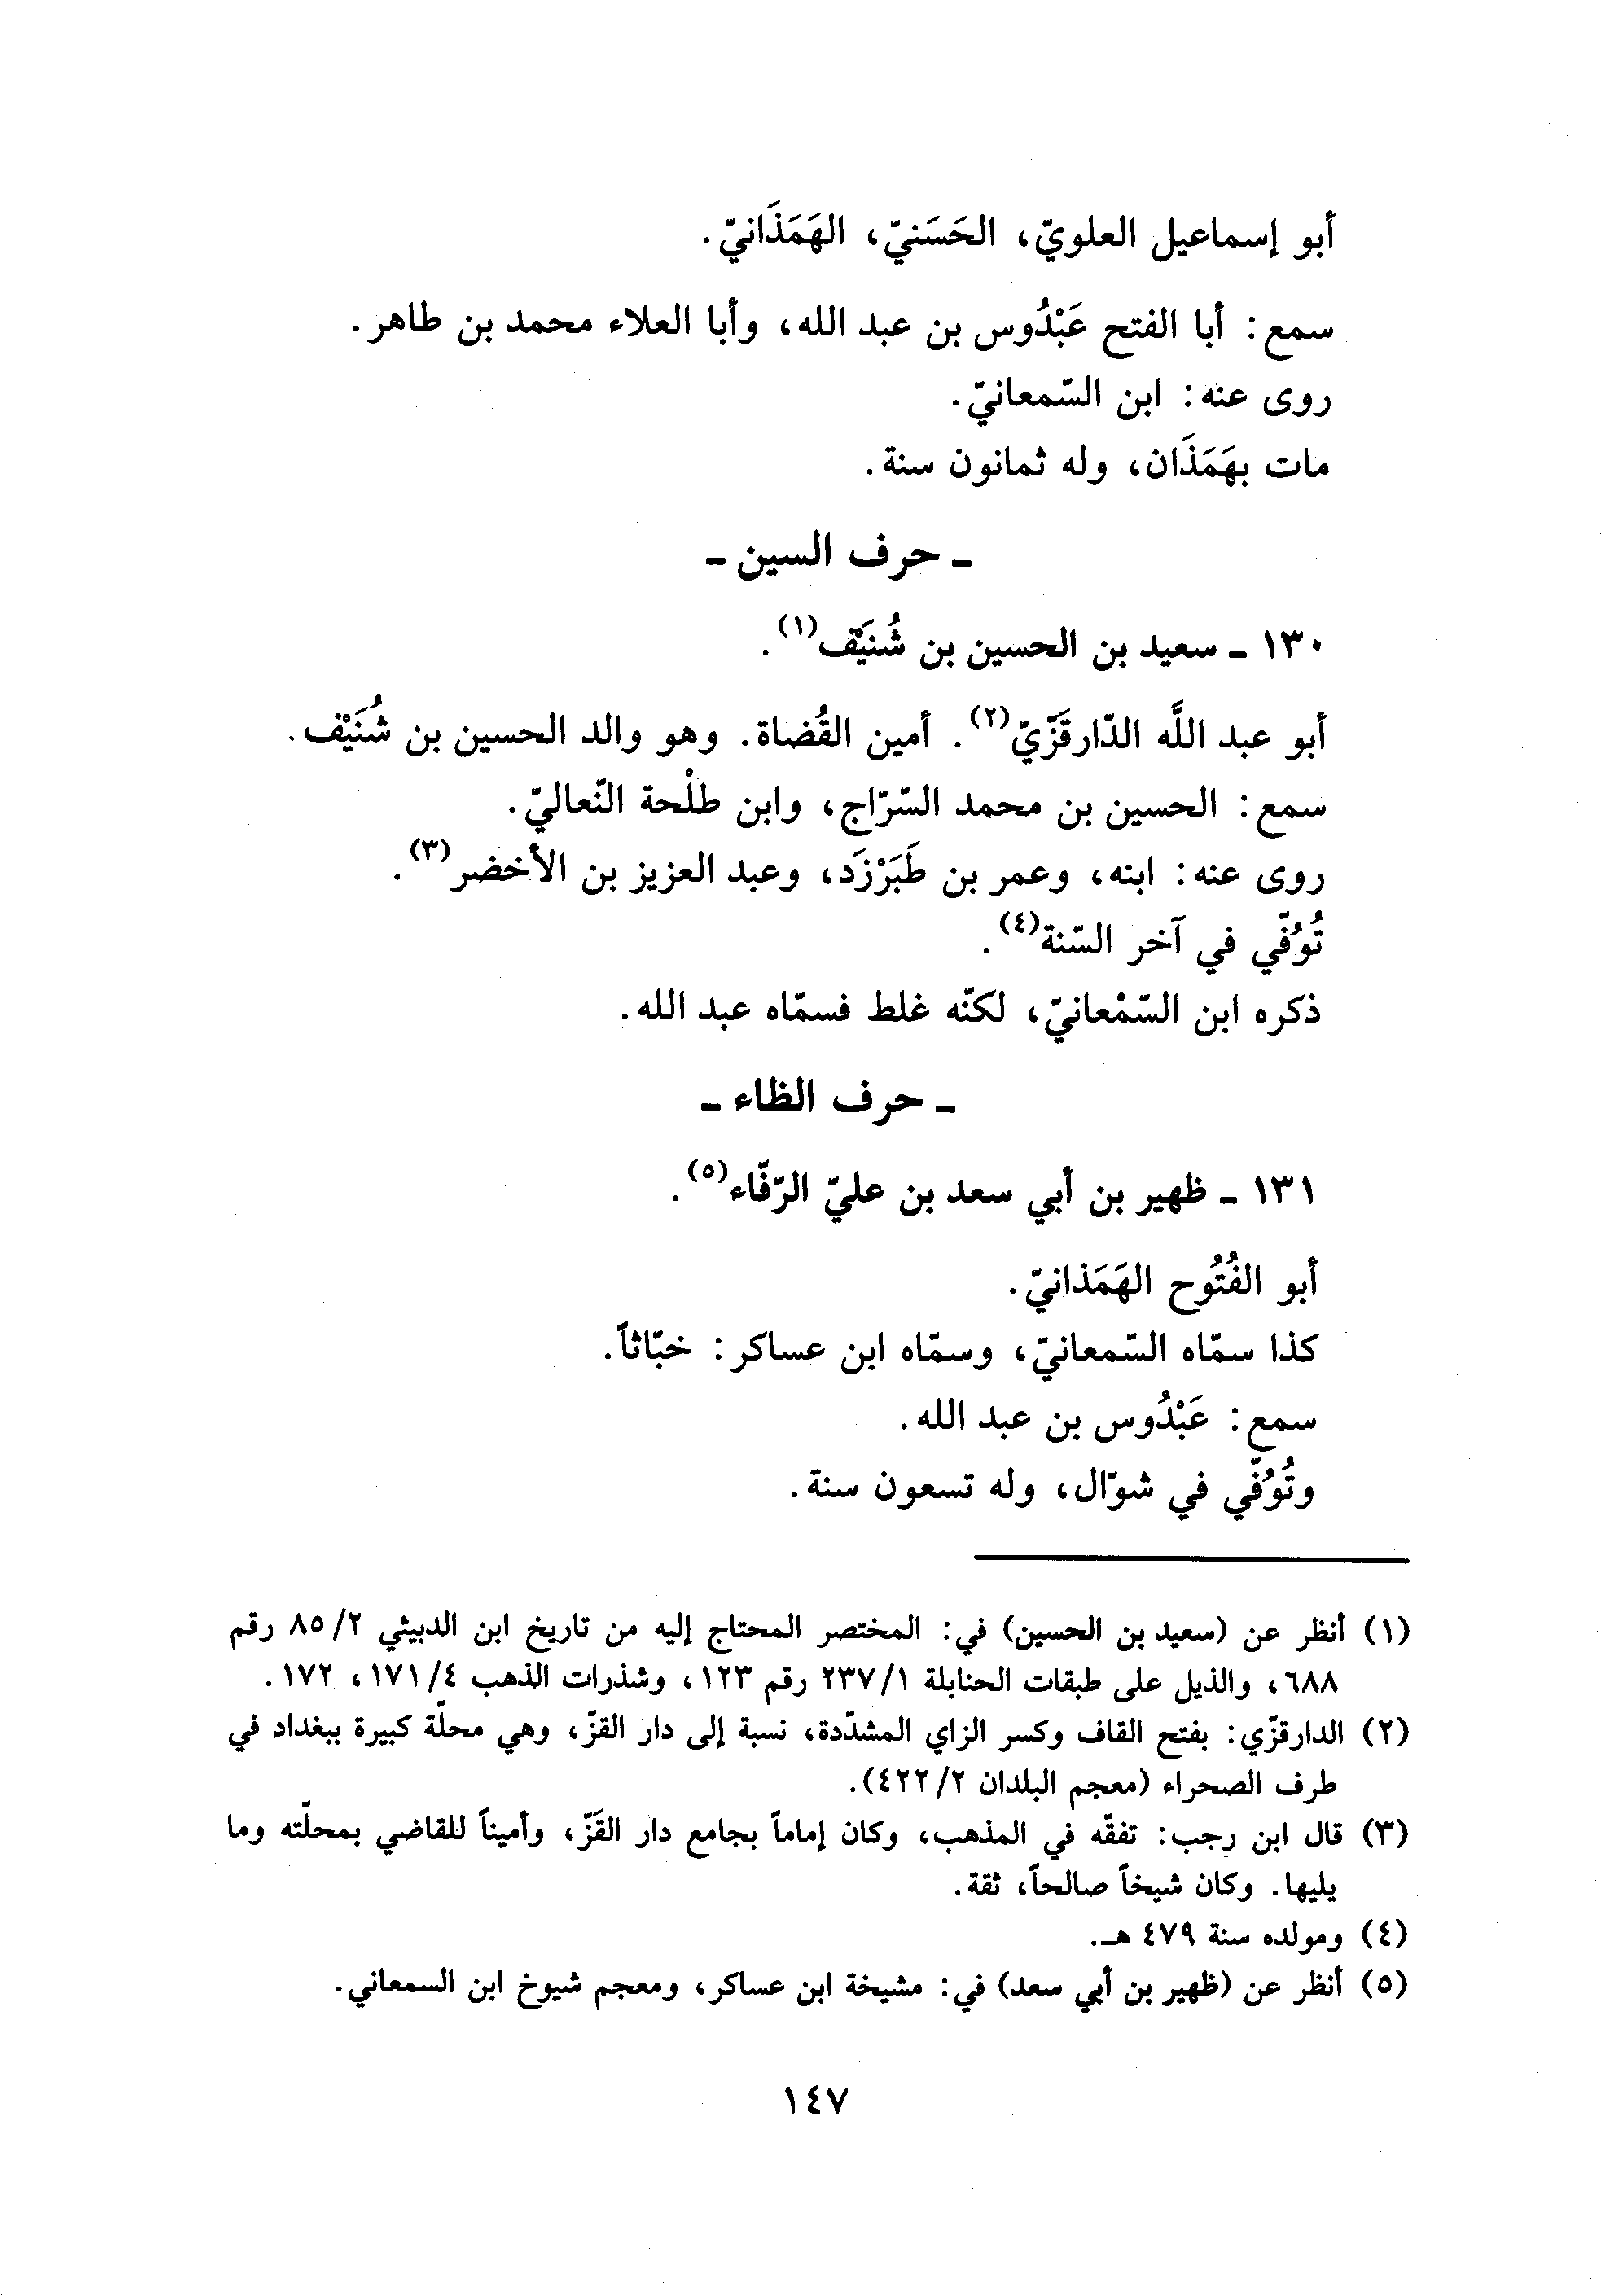 أبو إسماعيل العلويّ، الحَسَنيّ، الهَمَذَانيّ.
سمع: أبا الفتح عَبْدُوس بن عبد الله، وأبا العلاء محمد بن طاهر.
روى عنه: ابن السّمعانيّ.
مات بهَمَذَان، وله ثمانون سنة.
ـ حرف السين ـ
١٣٠ ـ سعيد بن الحسين بن شُنَيْف(١).
أبو عبد اللَّه الدّارقَزّيّ(٢). أمين القُضاة. وهو والد الحسين بن شُنَيْف.
سمع: الحسين بن محمد السّرّاج، وابن طلْحة النّعاليّ.
روى عنه: ابنه، وعمر بن طَبَرْزَد، وعبد العزيز بن الأخضر(٣).
تُوُفّي في آخر السّنة(٤).
ذكره ابن السّمْعانيّ، لكنّه غلط فسمّاه عبد الله.
ـ حرف الظاء ـ
١٣١ ـ ظهير بن أبي سعد بن عليّ الرّفّاء(٥).
أبو الفُتُوح الهَمَذانيّ.
كذا سمّاه السّمعانيّ، وسمّاه ابن عساكر: خبّاثاً.
سمع: عَبْدُوس بن عبد الله.
وتُوُفّي في شوّال، وله تسعون سنة.
(١) أنظر عن (سعيد بن الحسين) في: المختصر المحتاج إليه من تاريخ ابن الدبيثي ٨٥/٢ رقم
٦٨٨، والذيل على طبقات الحنابلة ٢٣٧/١ رقم ١٢٣، وشذرات الذهب ١٧١/٤، ١٧٢.
(٢) الدارقزّي: بفتح القاف وكسر الزاي المشدّدة، نسبة إلى دار القزّ، وهي محلّة كبيرة ببغداد في
طرف الصحراء (معجم البلدان ٤٢٢/٢).
(٣) قال ابن رجب: تفقّه في المذهب، وكان إماماً بجامع دار القَزّ، وأميناً للقاضي بمحلّته وما
يليها. وكان شيخاً صالحاً، ثقة.
(٤) ومولده سنة ٤٧٩ هـ.
(٥) أنظر عن (ظهير بن أبي سعد) في: مشيخة ابن عساكر، ومعجم شيوخ ابن السمعاني.
١٤٧